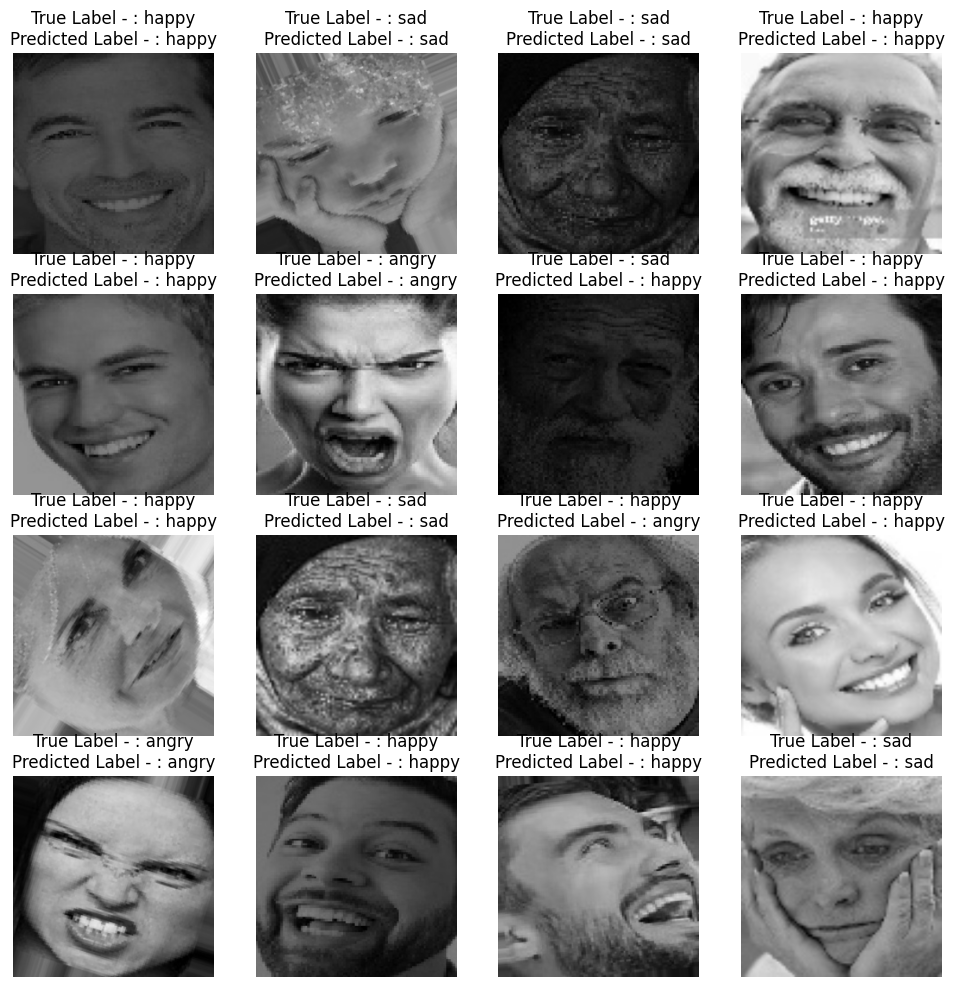 True Label - : happy
Predicted Label - : happy
True Label - : sad
Predicted Label - : sad
True Label - : sad
Predicted Label - : sad
True Label - : happy
Predicted Label - : happy
True Label - : happy
Predicted Label - : happy
True Label - : angry
Predicted Label - : angry
True Label - : sad
Predicted Label - : happy
True Label - : happy
Predicted Label - : happy
True Label - : happy
Predicted Label - : happy
True Label - : sad
Predicted Label - : sad
True Label - : happy
Predicted Label - : angry
True Label - : happy
Predicted Label - : happy
True Label - : angry
Predicted Label - : angry
True Label - : happy
Predicted Label - : happy
True Label - : happy
Predicted Label - : happy
True Label - : sad
Predicted Label - : sad